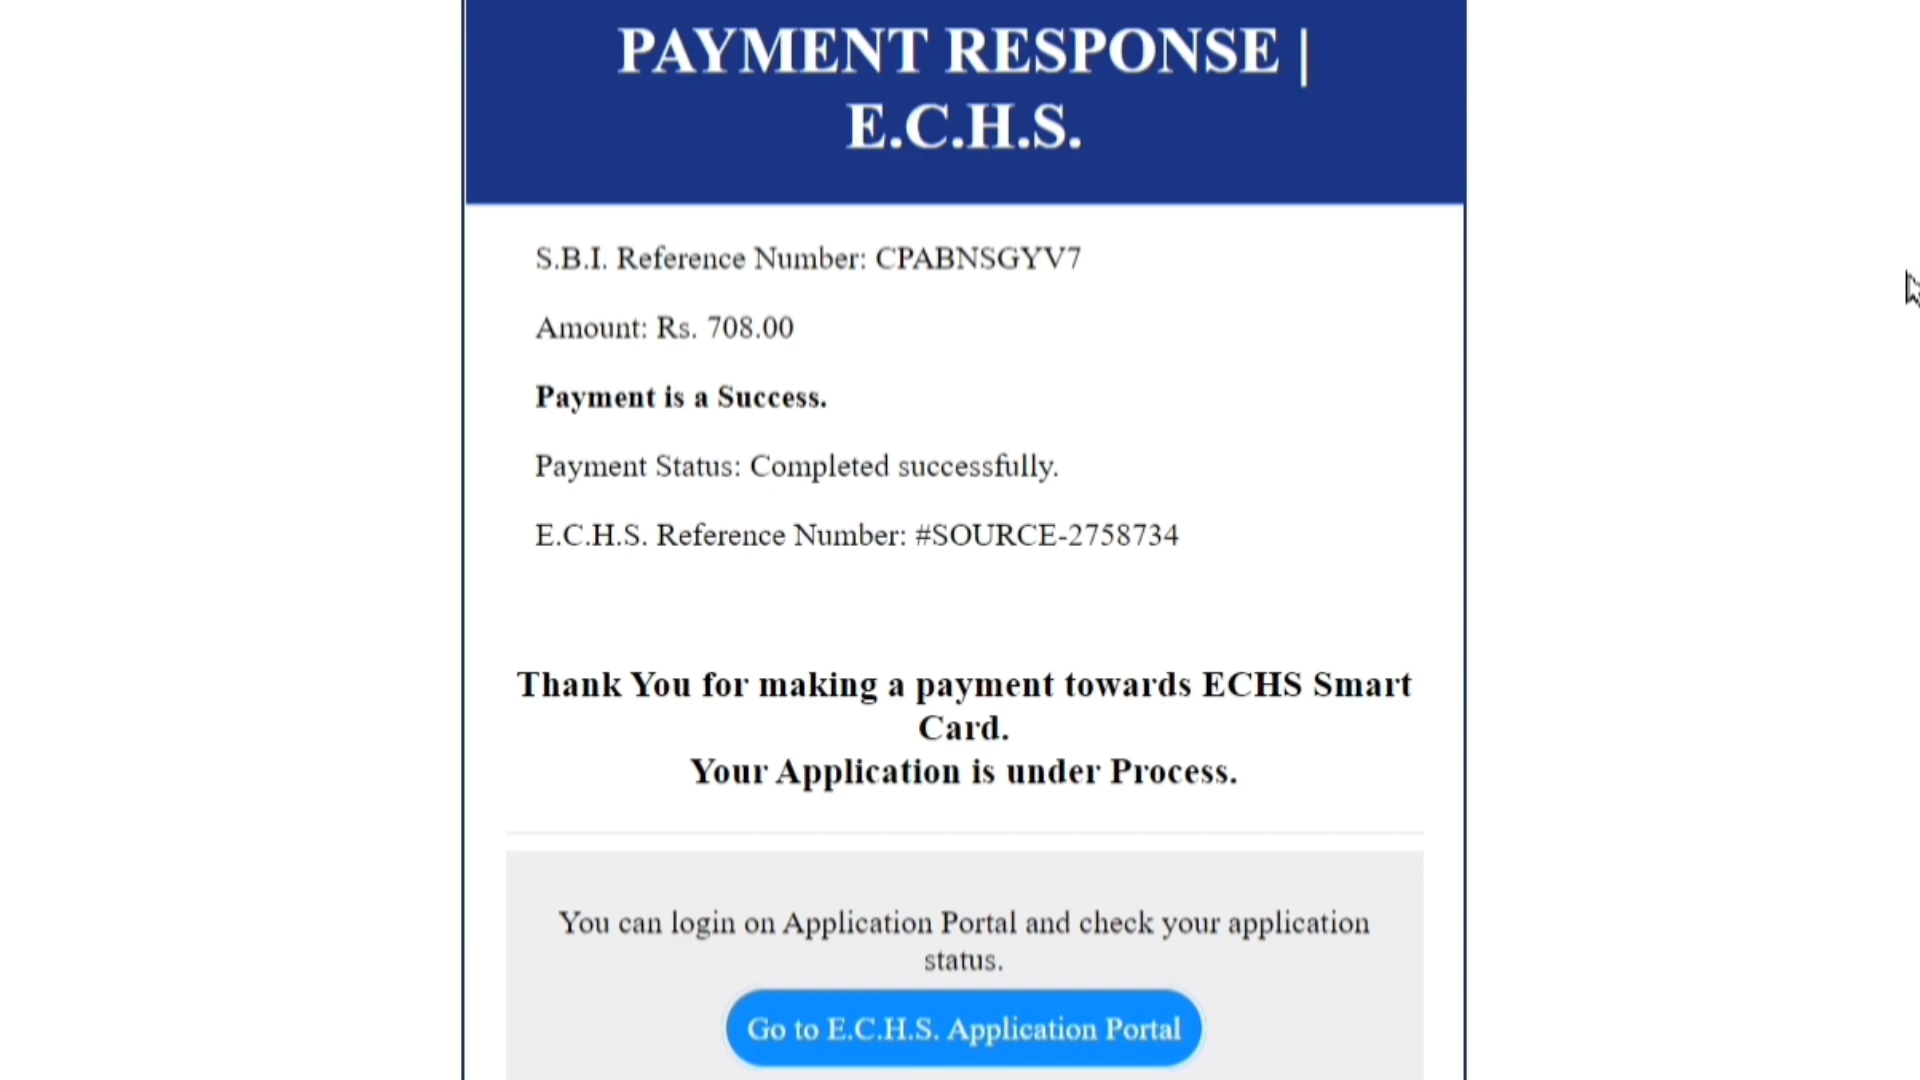 PAYMENT RESPONSE |
E.C.H.S.
S.B.I. Reference Number: CPABNSGYV7
Amount: Rs. 708.00
Payment is a Success.
Payment Status: Completed successfully.
E.C.H.S. Reference Number: #SOURCE-2758734
Thank You for making a payment towards ECHS Smart
Card.
Your Application is under Process.
You can login on Application Portal and check your application
status.
Go to E.C.H.S. Application Portal